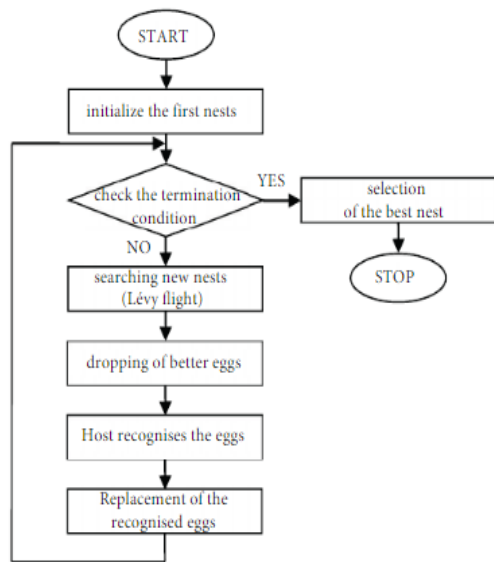 START
initialize the first nests
check the termination
condition
YES
selection
of the best nest
STOP
NO
searching new nests
(Lévy flight)
dropping of better eggs
Host recognises the eggs
Replacement of the
recognised eggs